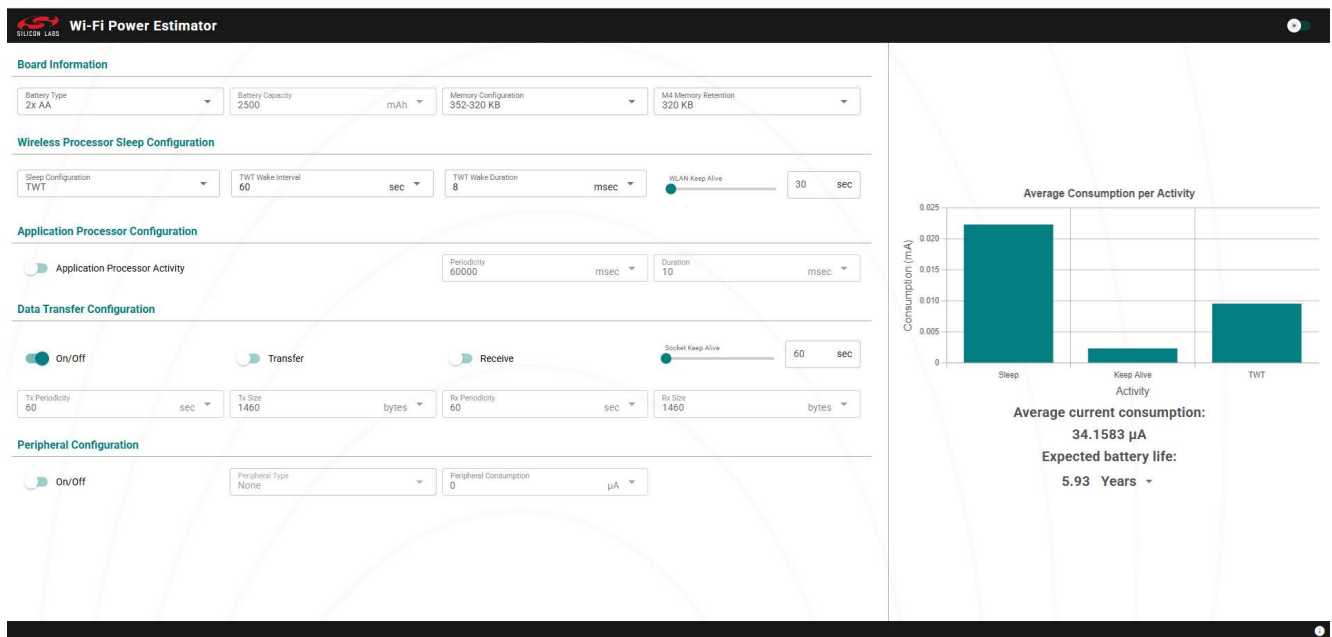 SILICON LABS
Wi-Fi Power Estimator
Board Information
Battery Type
2x AA
Battery Capacity
2500 mAh
Memory Configuration
352-320 KB
M4 Memory Retention
320 KB
Wireless Processor Sleep Configuration
Sleep Configuration
TWT
TWT Wake Interval
60 sec
TWT Wake Duration
8 msec
WLAN Keep Alive
30 sec
Application Processor Configuration
Application Processor Activity
Periodicity
60000 msec
Duration
10 msec
Data Transfer Configuration
On/Off
Transfer
Receive
Socket Keep Alive
60 sec
Tx Periodicity
60 sec
Tx Size
1460 bytes
Rx Periodicity
60 sec
Rx Size
1460 bytes
Peripheral Configuration
On/Off
Peripheral Type
None
Peripheral Consumption
0 µA
Average Consumption per Activity
Consumption (mA)
0.025
0.020
0.015
0.010
0.005
0
Sleep Keep Alive TWT
Activity
Average current consumption:
34.1583 µA
Expected battery life:
5.93 Years